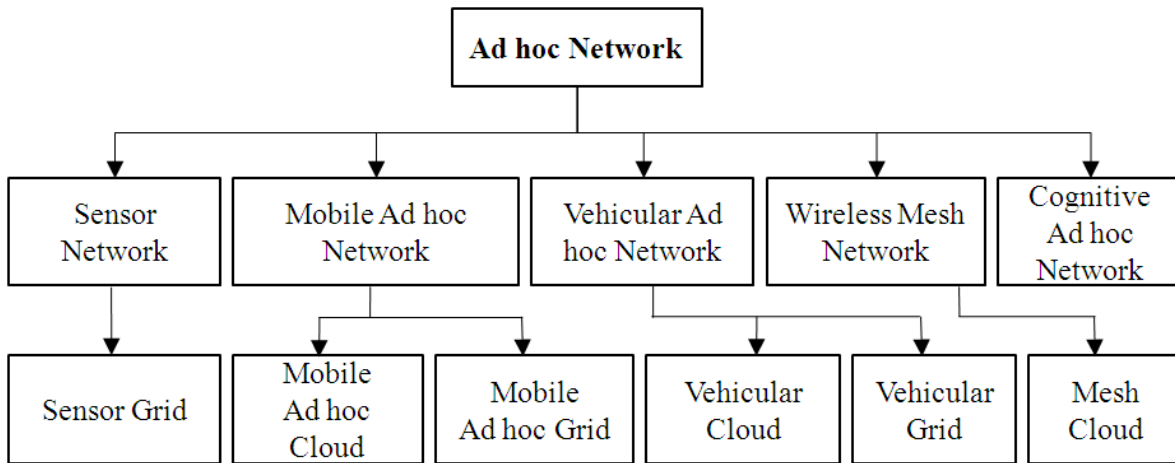 Ad hoc Network
Sensor
Network
Mobile Ad hoc
Network
Vehicular Ad
hoc Network
Wireless Mesh
Network
Cognitive
Ad hoc
Network
Sensor Grid
Mobile
Ad hoc
Cloud
Mobile
Ad hoc Grid
Vehicular
Cloud
Vehicular
Grid
Mesh
Cloud